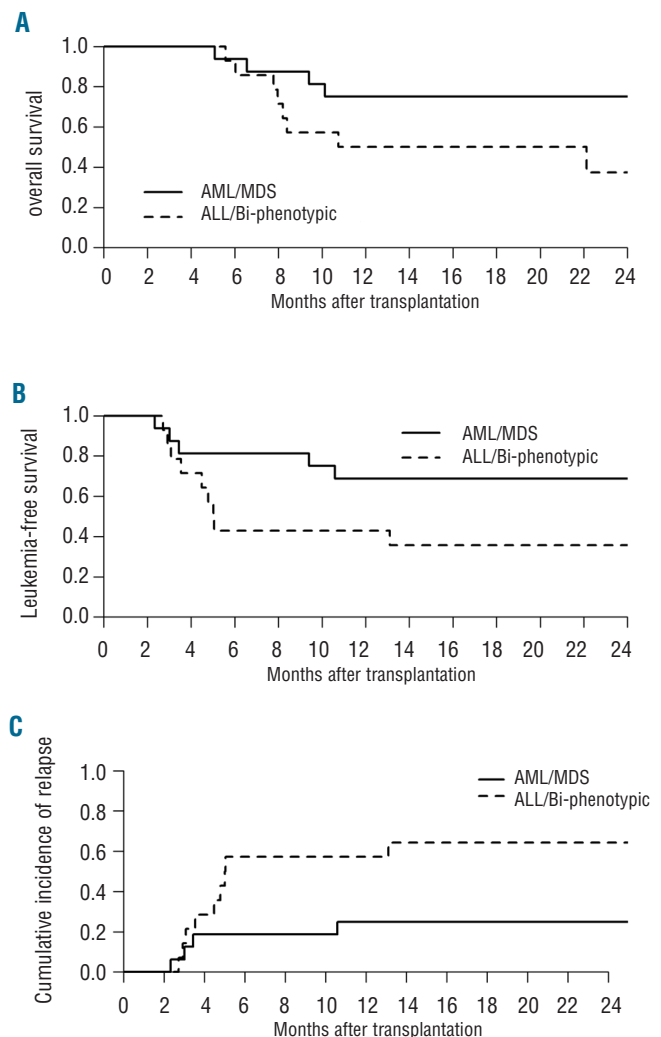 A
overall survival
1.0
0.8
0.6
0.4
0.2
0.0
AML/MDS
ALL/Bi-phenotypic
0 2 4 6 8 10 12 14 16 18 20 22 24
Months after transplantation
B
Leukemia-free survival
1.0
0.8
0.6
0.4
0.2
0.0
AML/MDS
ALL/Bi-phenotypic
0 2 4 6 8 10 12 14 16 18 20 22 24
Months after transplantation
C
Cumulative incidence of relapse
1.0
0.8
0.6
0.4
0.2
0.0
AML/MDS
ALL/Bi-phenotypic
0 2 4 6 8 10 12 14 16 18 20 22 24
Months after transplantation